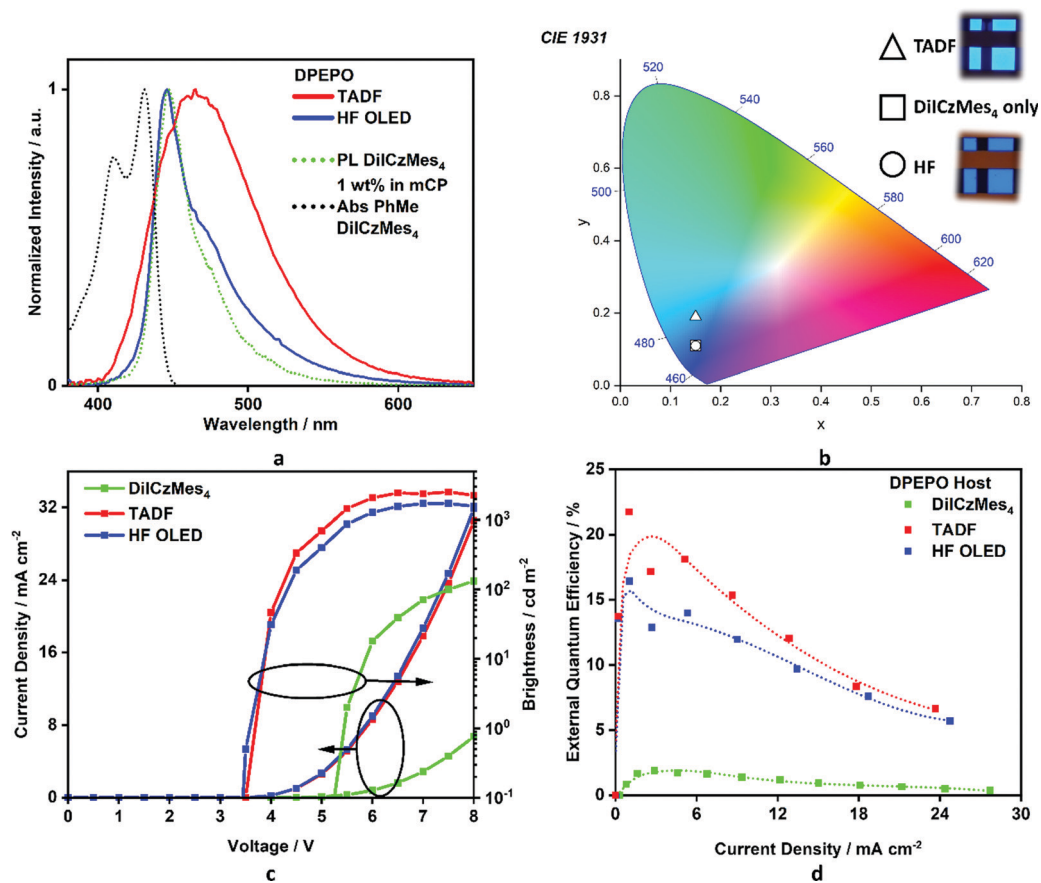 DPEPO
TADF
HF OLED
PL DiICzMes₄
1 wt% in mCP
Abs PhMe
DiICzMes₄
Normalized Intensity / a.u.
1
0
400
500
600
Wavelength / nm
a
CIE 1931
TADF
DiICzMes₄ only
HF
520
540
560
580
600
620
500
480
460
y
0.8
0.6
0.4
0.2
0.0
0.0
0.1
0.2
0.3
0.4
0.5
0.6
0.7
0.8
x
b
DiICzMes₄
TADF
HF OLED
Current Density / mA cm⁻²
32
24
16
8
0
Brightness / cd m⁻²
10³
10²
10¹
10⁰
10⁻¹
0
1
2
3
4
5
6
7
8
Voltage / V
c
DPEPO Host
DiICzMes₄
TADF
HF OLED
External Quantum Efficiency / %
25
20
15
10
5
0
0
6
12
18
24
30
Current Density / mA cm⁻²
d